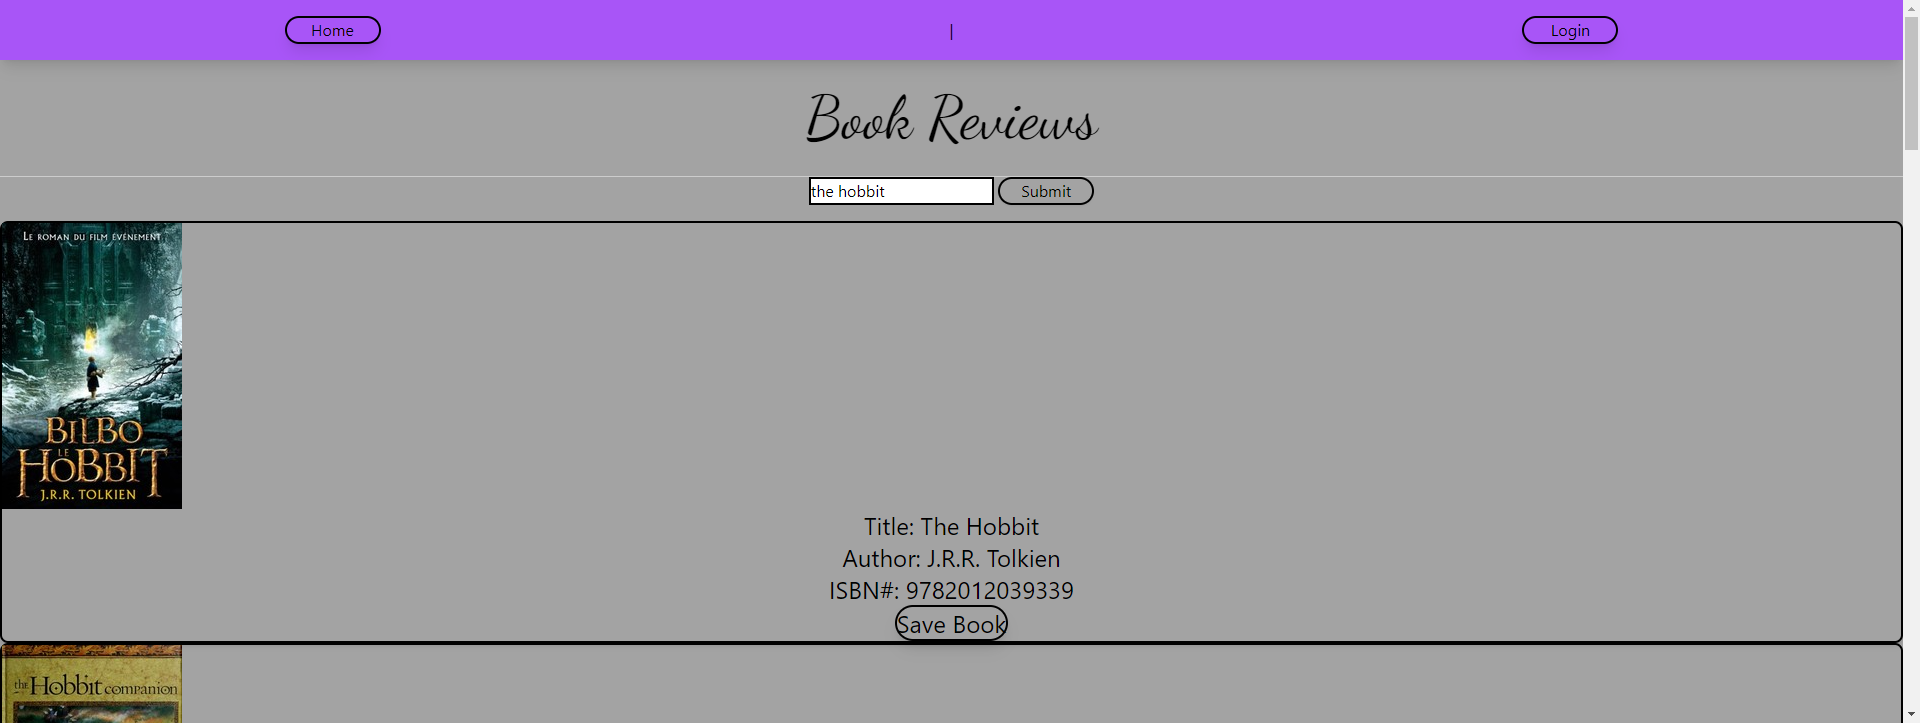 Home | Login
Book Reviews
the hobbit Submit
LE ROMAN DU FILM ÉVÉNEMENT
BILBO
LE
HOBBIT
J.R.R. TOLKIEN
Title: The Hobbit
Author: J.R.R. Tolkien
ISBN#: 9782012039339
Save Book
the Hobbit companion